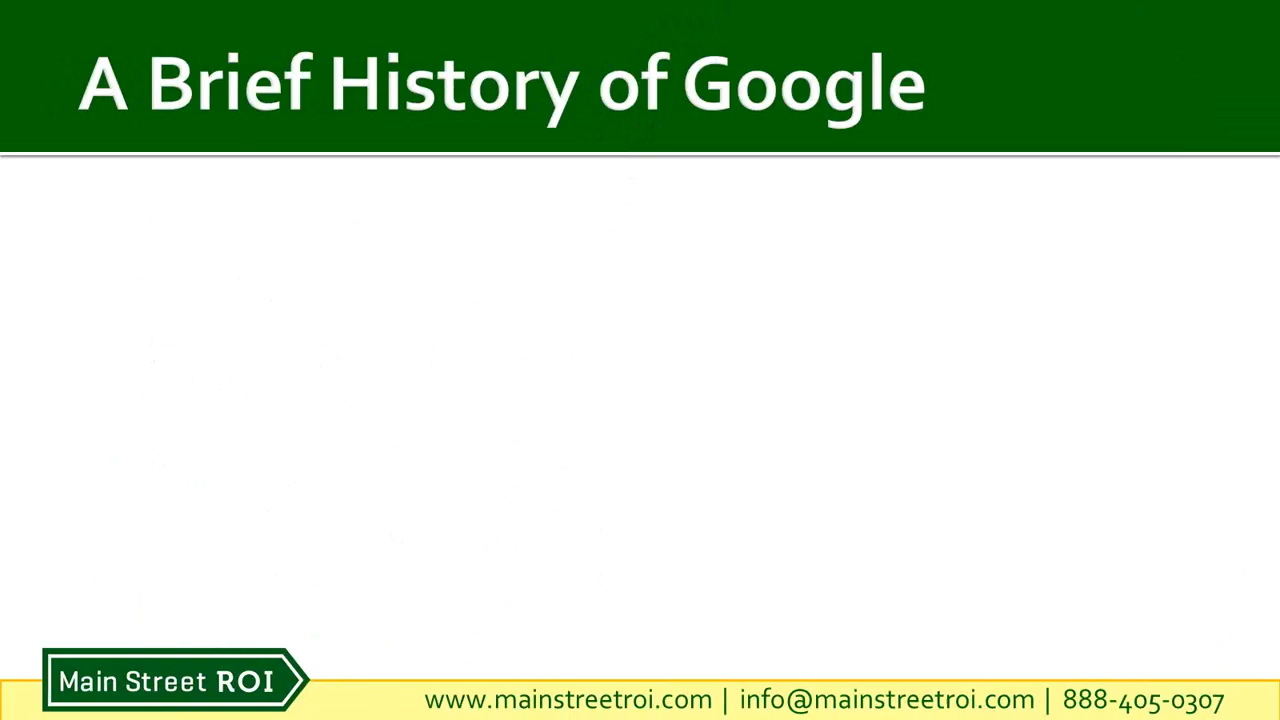 A Brief History of Google
Main Street ROI
www.mainstreetroi.com | info@mainstreetroi.com | 888-405-0307